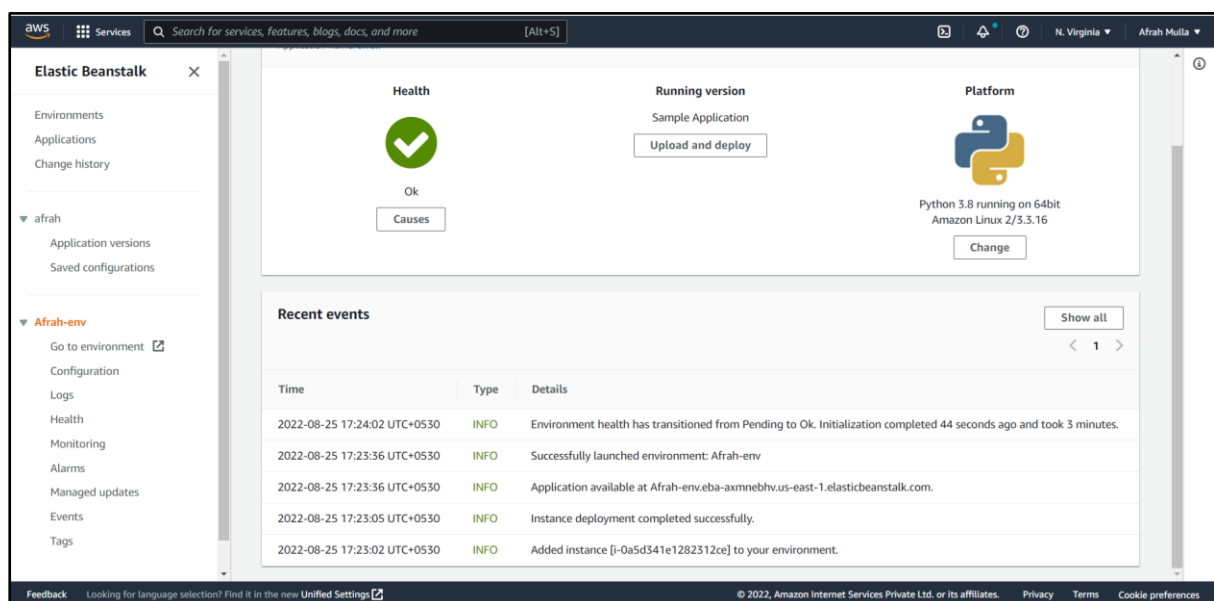 aws
Services
Search for services, features, blogs, docs, and more [Alt+S]
N. Virginia ▼
Afrah Mulla ▼
Elastic Beanstalk
Environments
Applications
Change history
afrah
Application versions
Saved configurations
Afrah-env
Go to environment
Configuration
Logs
Health
Monitoring
Alarms
Managed updates
Events
Tags
Health
Ok
Causes
Running version
Sample Application
Upload and deploy
Platform
Python 3.8 running on 64bit
Amazon Linux 2/3.3.16
Change
Recent events
Show all
< 1 >
Time Type Details
2022-08-25 17:24:02 UTC+0530 INFO Environment health has transitioned from Pending to Ok. Initialization completed 44 seconds ago and took 3 minutes.
2022-08-25 17:23:36 UTC+0530 INFO Successfully launched environment: Afrah-env
2022-08-25 17:23:36 UTC+0530 INFO Application available at Afrah-env.eba-axmnebhv.us-east-1.elasticbeanstalk.com.
2022-08-25 17:23:05 UTC+0530 INFO Instance deployment completed successfully.
2022-08-25 17:23:02 UTC+0530 INFO Added instance [i-0a5d341e1282312ce] to your environment.
Feedback Looking for language selection? Find it in the new Unified Settings © 2022, Amazon Internet Services Private Ltd. or its affiliates. Privacy Terms Cookie preferences